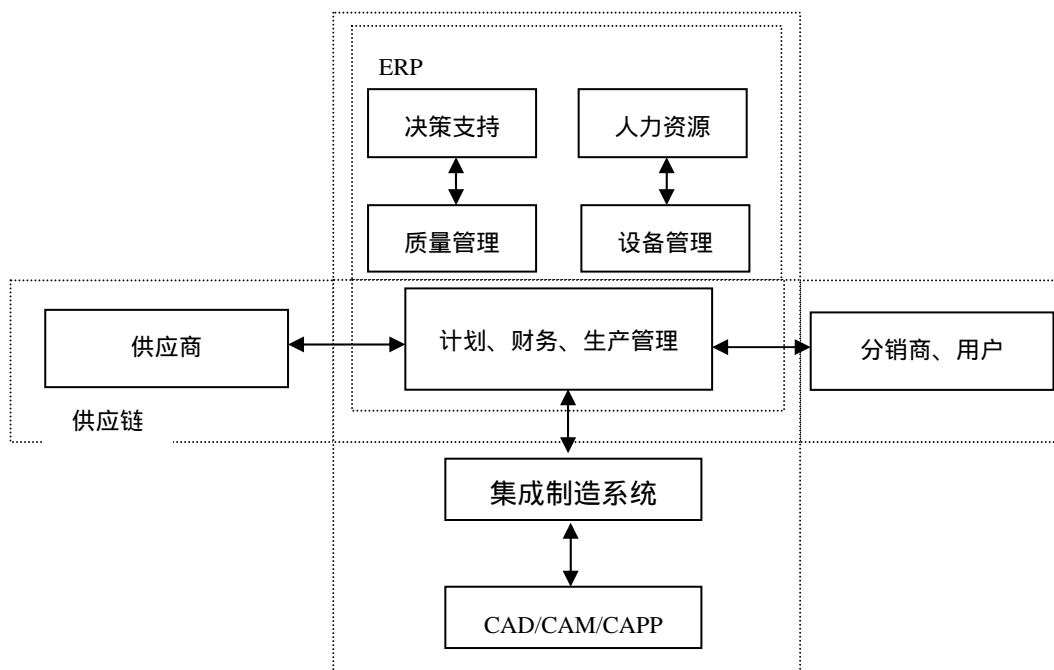 ERP
决策支持
人力资源
质量管理
设备管理
供应商
计划、财务、生产管理
分销商、用户
供应链
集成制造系统
CAD/CAM/CAPP